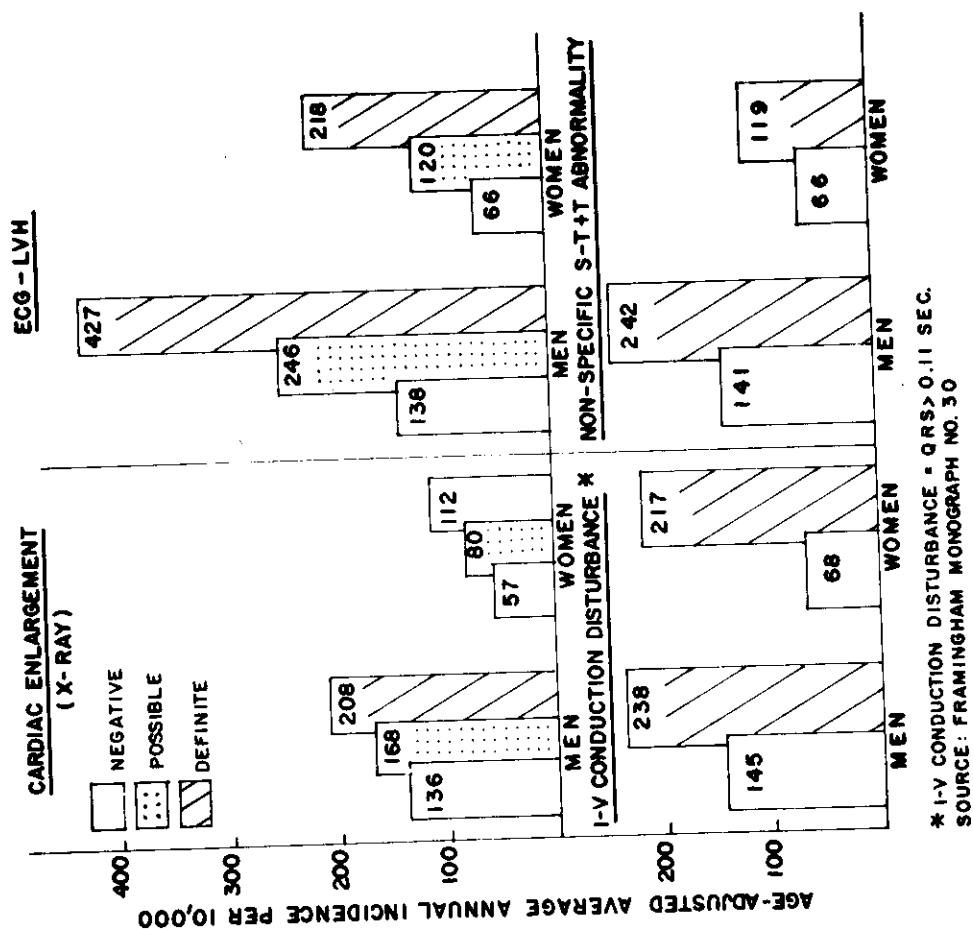 CARDIAC ENLARGEMENT
(X-RAY)
ECG-LVH
NEGATIVE
POSSIBLE
DEFINITE
AGE-ADJUSTED AVERAGE ANNUAL INCIDENCE PER 10,000
400
300
200
100
136
168
208
MEN
57
80
112
WOMEN
138
246
427
MEN
66
120
218
WOMEN
I-V CONDUCTION DISTURBANCE *
NON-SPECIFIC S-T+T ABNORMALITY
100
145
238
MEN
68
217
WOMEN
141
242
MEN
66
119
WOMEN
* I-V CONDUCTION DISTURBANCE = QRS > 0.11 SEC.
SOURCE: FRAMINGHAM MONOGRAPH NO. 30